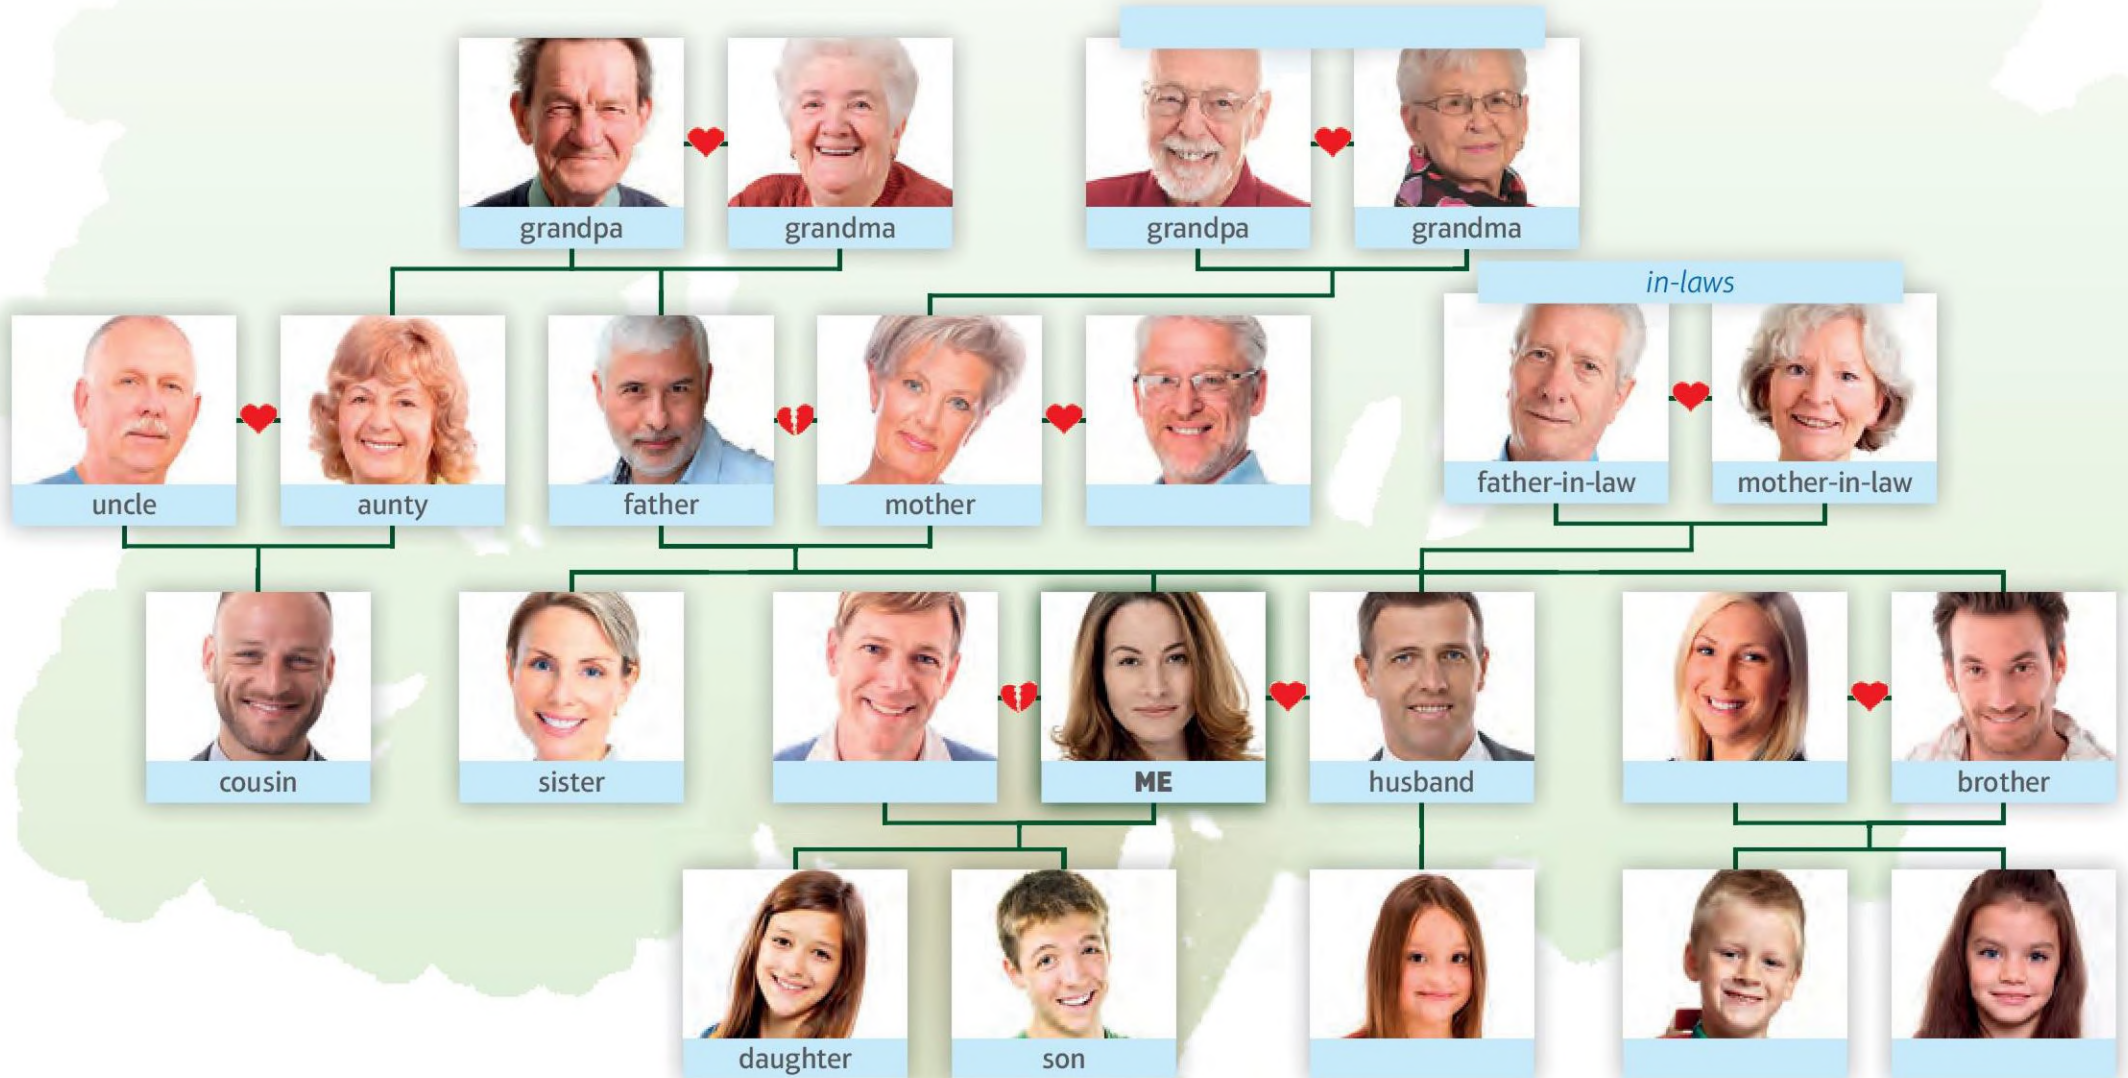 grandpa
grandma
grandpa
grandma
in-laws
uncle
aunty
father
mother
father-in-law
mother-in-law
cousin
sister
ME
husband
brother
daughter
son